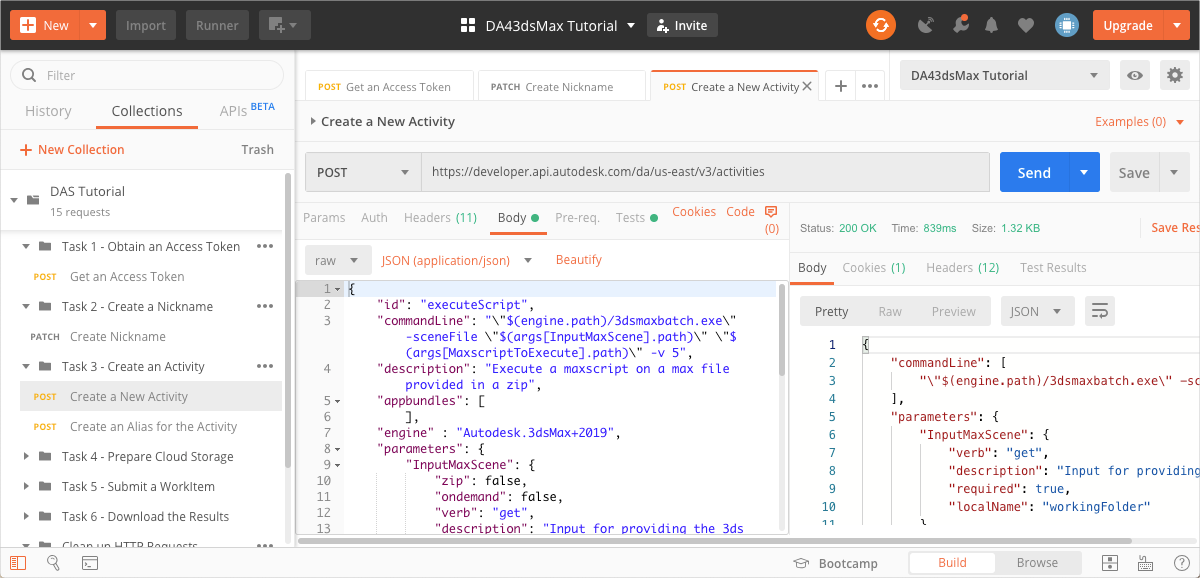 New
Import
Runner
DA43dsMax Tutorial
Invite
Upgrade
Filter
History
Collections
APIs BETA
New Collection
Trash
DAS Tutorial
15 requests
Task 1 - Obtain an Access Token
POST Get an Access Token
Task 2 - Create a Nickname
PATCH Create Nickname
Task 3 - Create an Activity
POST Create a New Activity
POST Create an Alias for the Activity
Task 4 - Prepare Cloud Storage
Task 5 - Submit a WorkItem
Task 6 - Download the Results
Clean up HTTP Requests
POST Get an Access Token
PATCH Create Nickname
POST Create a New Activity
DA43dsMax Tutorial
Create a New Activity
Examples (0)
POST
https://developer.api.autodesk.com/da/us-east/v3/activities
Send
Save
Params
Auth
Headers (11)
Body
Pre-req.
Tests
Cookies
Code
(0)
raw
JSON (application/json)
Beautify
1 {
2 "id": "executeScript",
3 "commandLine": "\"$(engine.path)/3dsmaxbatch.exe\"
-sceneFile \"$(args[InputMaxScene].path)\" \"$
(args[MaxscriptToExecute].path)\" -v 5",
4 "description": "Execute a maxscript on a max file
provided in a zip",
5 "appbundles": [
6 ],
7 "engine" : "Autodesk.3dsMax+2019",
8 "parameters": {
9 "InputMaxScene": {
10 "zip": false,
11 "ondemand": false,
12 "verb": "get",
13 "description": "Input for providing the 3ds
Status: 200 OK
Time: 839ms
Size: 1.32 KB
Save Res
Body
Cookies (1)
Headers (12)
Test Results
Pretty
Raw
Preview
JSON
1 {
2 "commandLine": [
3 "\"$(engine.path)/3dsmaxbatch.exe\" -sc
4 ],
5 "parameters": {
6 "InputMaxScene": {
7 "verb": "get",
8 "description": "Input for providing
9 "required": true,
10 "localName": "workingFolder"
11 }
Bootcamp
Build
Browse